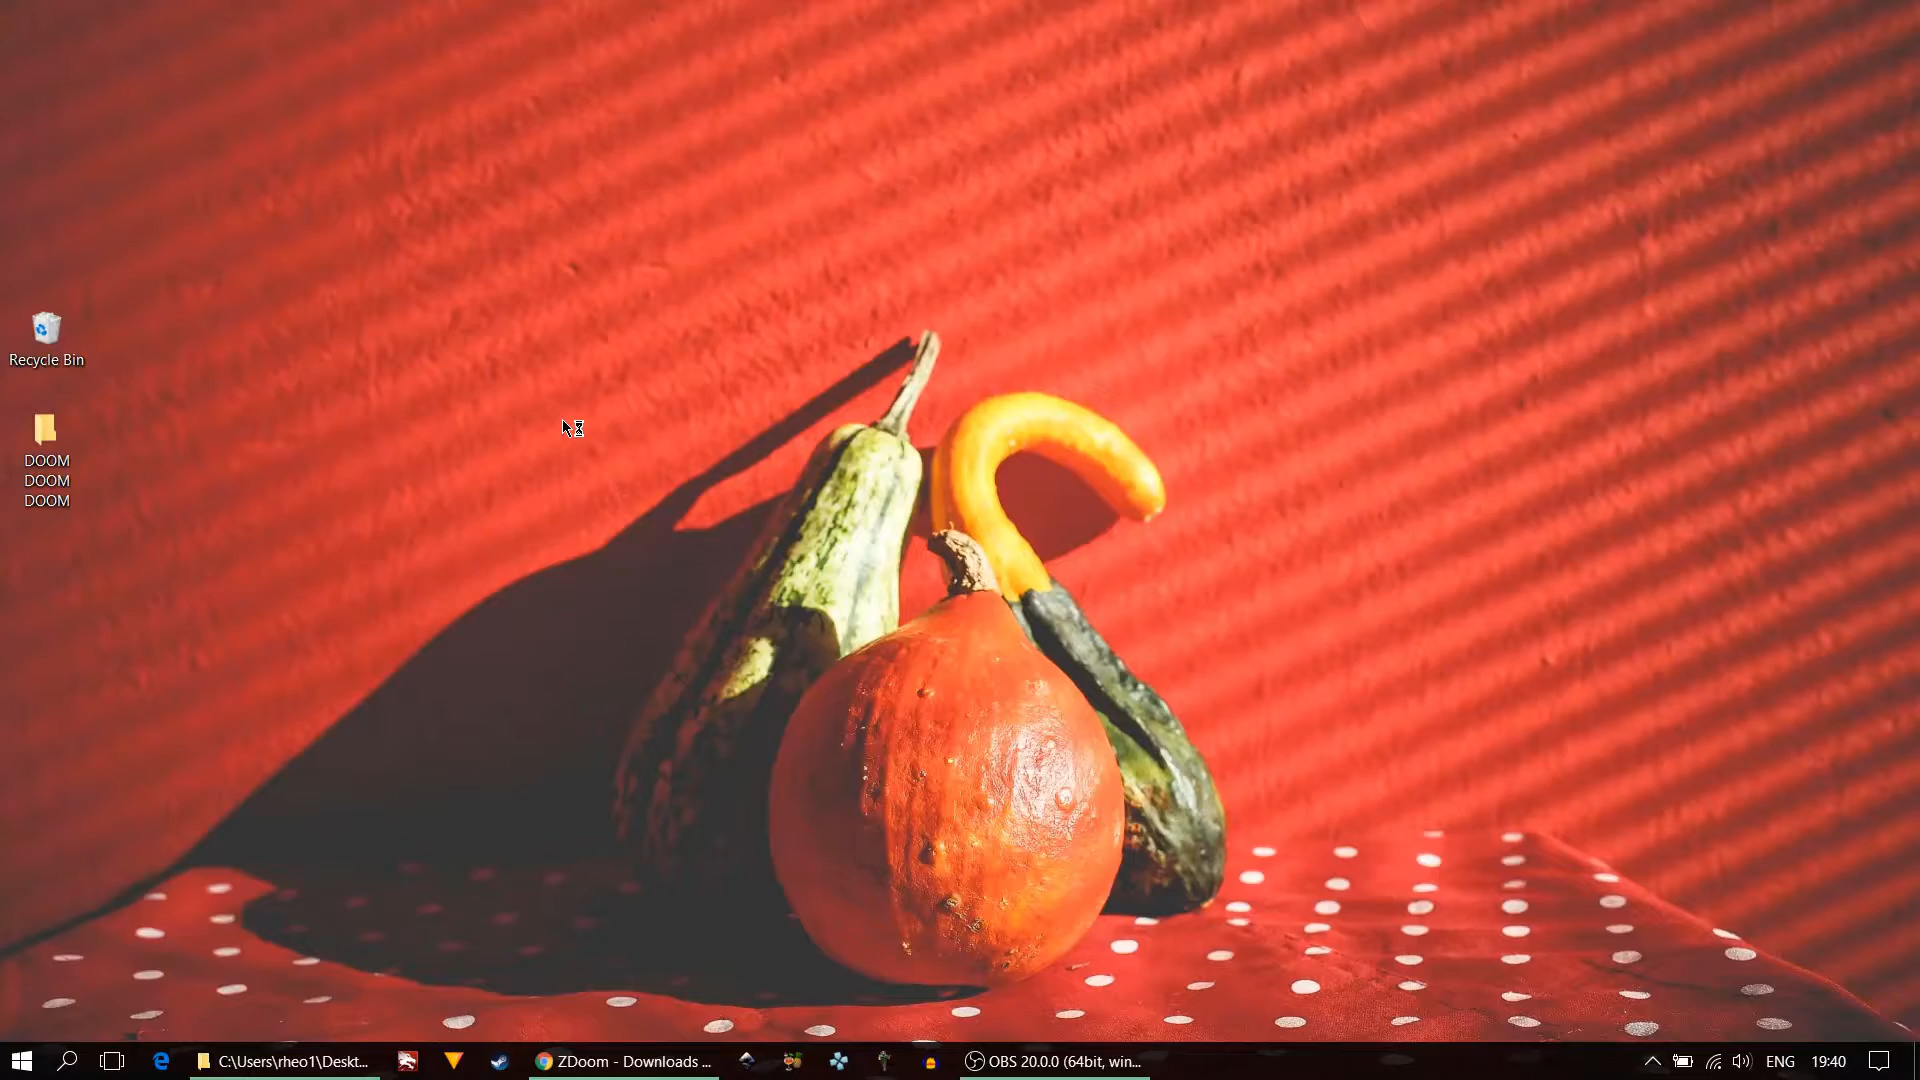 Recycle Bin
DOOM
DOOM
DOOM
C:\Users\rheo1\Deskt...
ZDoom - Downloads ...
OBS 20.0.0 (64bit, win...
ENG
19:40